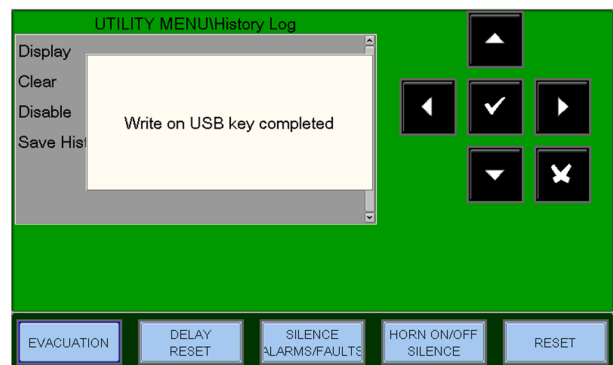 UTILITY MENU\History Log
Display
Clear
Disable
Save Hist
Write on USB key completed
EVACUATION
DELAY
RESET
SILENCE
ALARMS/FAULTS
HORN ON/OFF
SILENCE
RESET